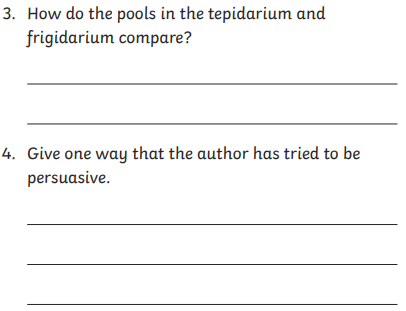 3. How do the pools in the tepidarium and
frigidarium compare?
4. Give one way that the author has tried to be
persuasive.